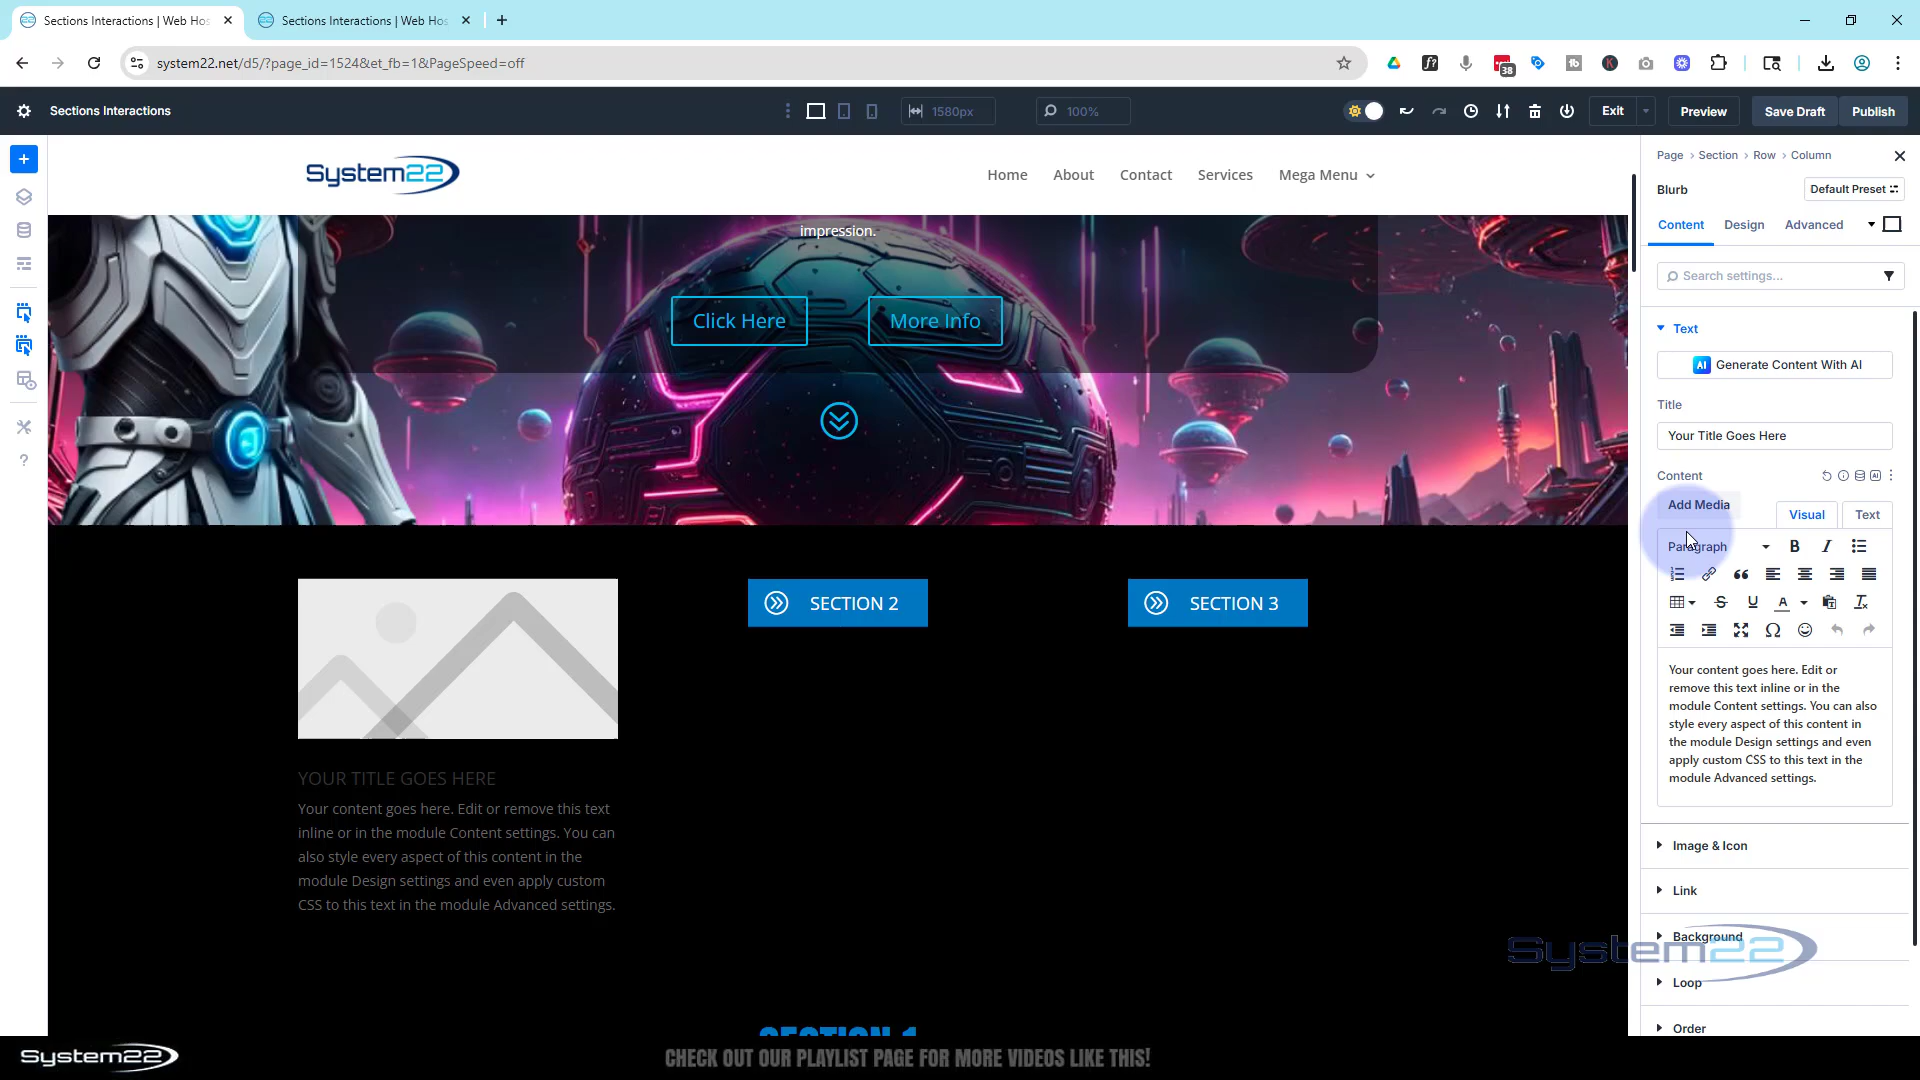 Sections Interactions | Web Hos
Sections Interactions | Web Hos
system22.net/d5/?page_id=1524&et_fb=1&PageSpeed=off
38
Sections Interactions
1580px
100%
Exit
Preview
Save Draft
Publish
System22
Home
About
Contact
Services
Mega Menu
impression.
Click Here
More Info
SECTION 2
SECTION 3
YOUR TITLE GOES HERE
Your content goes here. Edit or remove this text
inline or in the module Content settings. You can
also style every aspect of this content in the
module Design settings and even apply custom
CSS to this text in the module Advanced settings.
SECTION 1
Page > Section > Row > Column
Blurb
Default Preset
Content
Design
Advanced
Search settings...
Text
AI Generate Content With AI
Title
Your Title Goes Here
Content
AI
Add Media
Visual
Text
Paragraph
Your content goes here. Edit or
remove this text inline or in the
module Content settings. You can also
style every aspect of this content in
the module Design settings and even
apply custom CSS to this text in the
module Advanced settings.
Image & Icon
Link
Background
System22
Loop
Order
System22
CHECK OUT OUR PLAYLIST PAGE FOR MORE VIDEOS LIKE THIS!